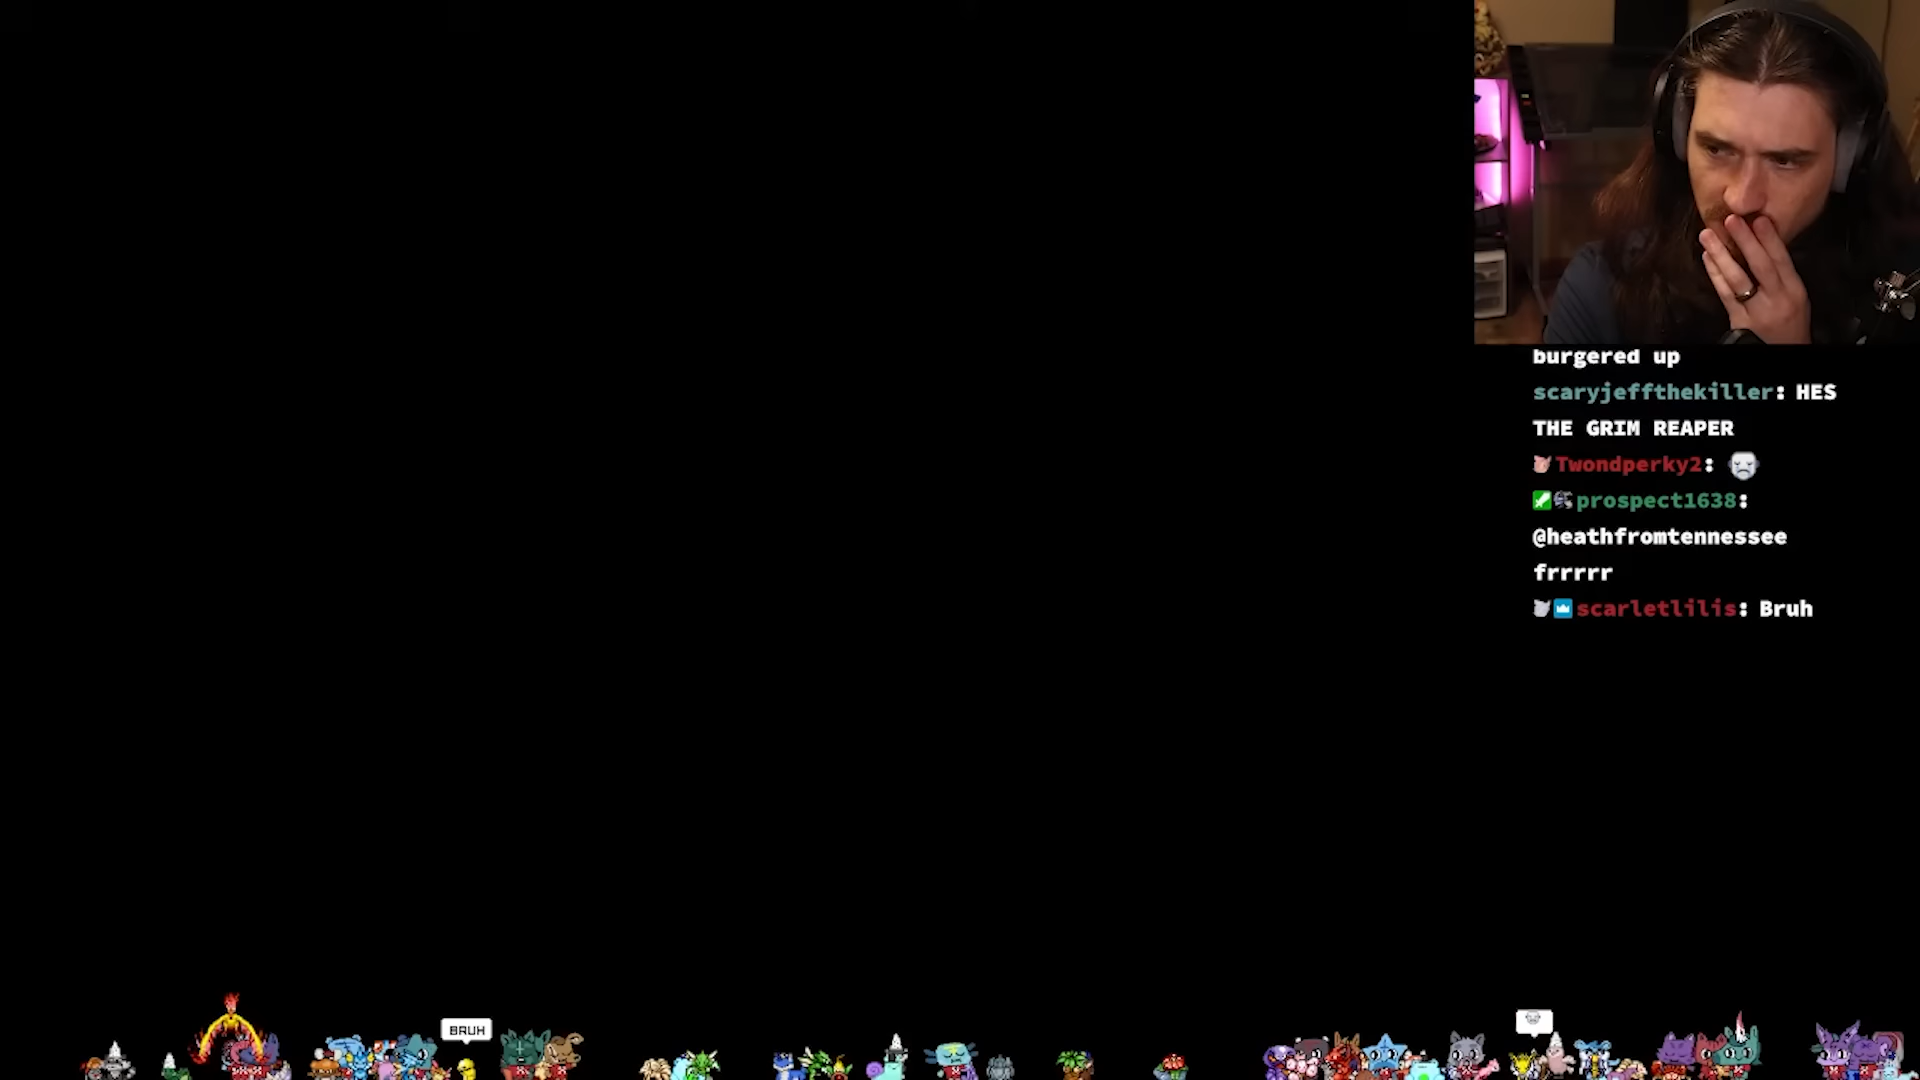 burgered up
scaryjeffthekiller: HES
THE GRIM REAPER
Twondperky2:
prospect1638:
@heathfromtennessee
frrrrr
scarletlilis: Bruh
BRUH